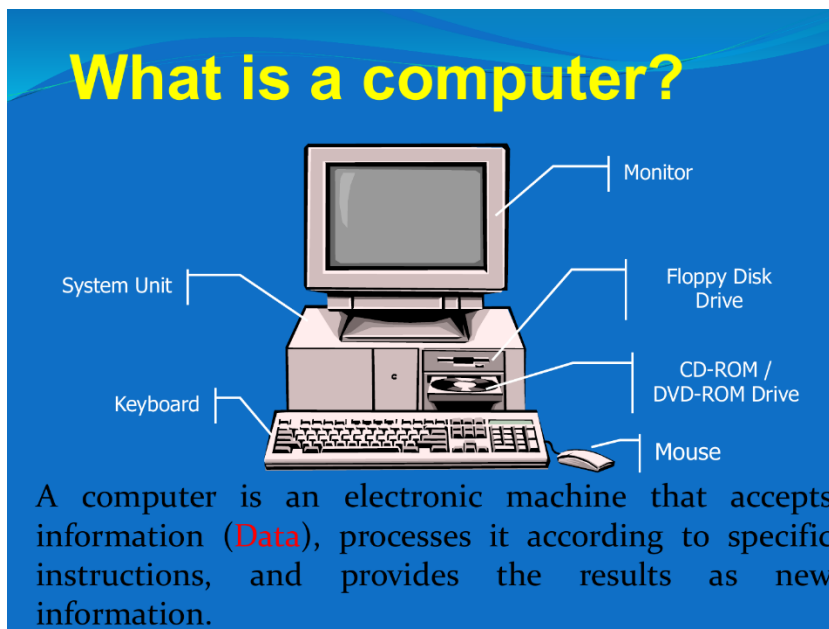 What is a computer?
Monitor
System Unit
Floppy Disk
Drive
CD-ROM /
DVD-ROM Drive
Keyboard
Mouse
A computer is an electronic machine that accepts
information (Data), processes it according to specific
instructions, and provides the results as new
information.